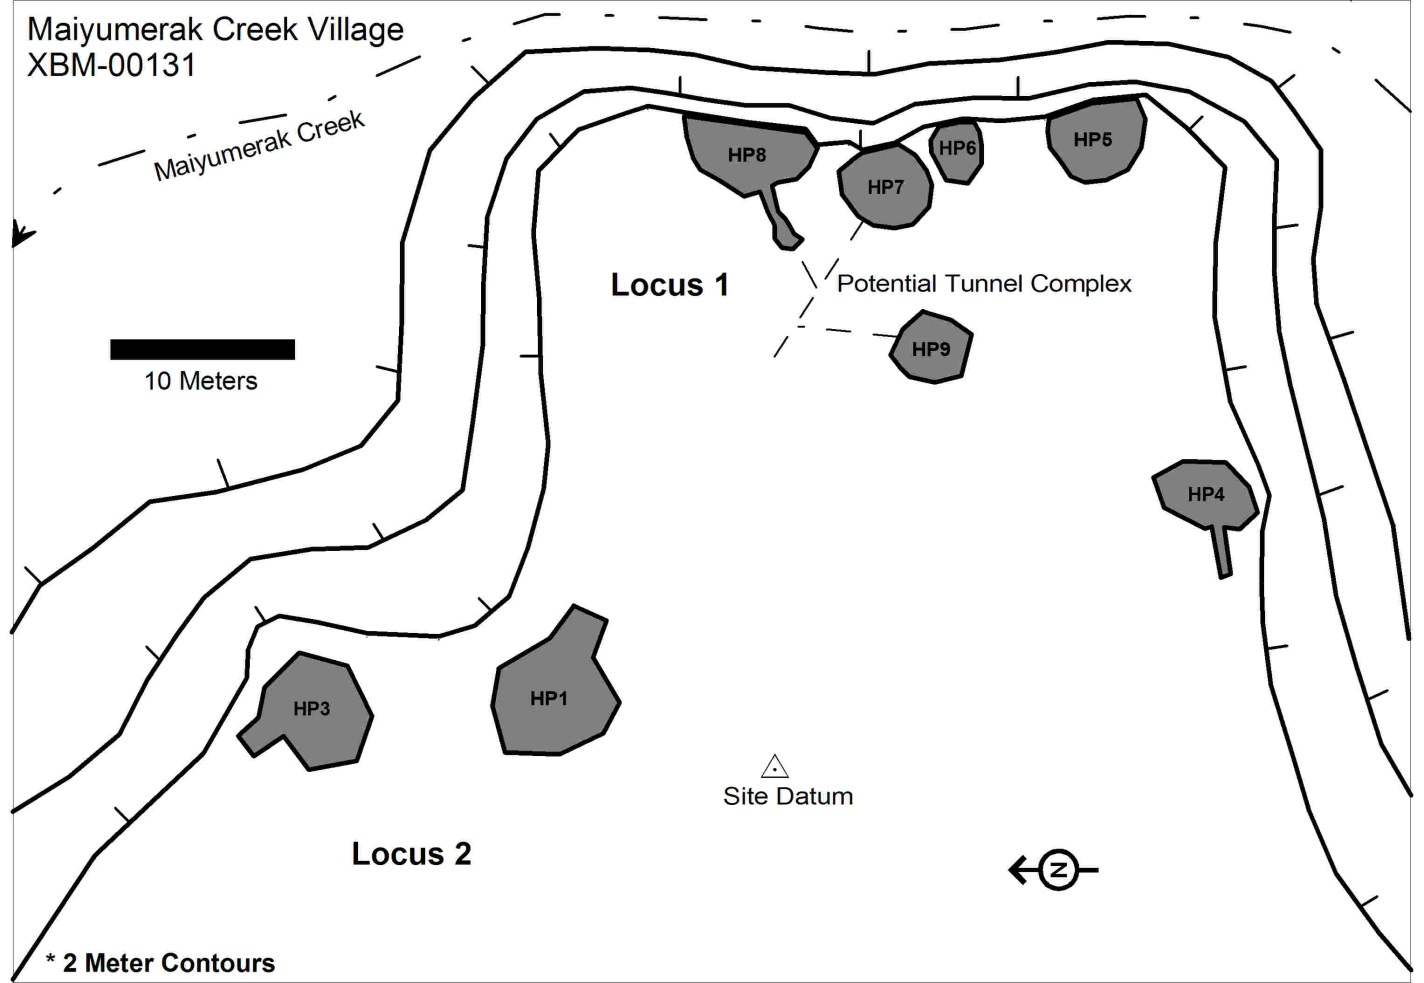 Maiyumerak Creek Village
XBM-00131
Maiyumerak Creek
HP8
HP7
HP6
HP5
Locus 1
Potential Tunnel Complex
HP9
10 Meters
HP4
HP3
HP1
Site Datum
Locus 2
N
* 2 Meter Contours